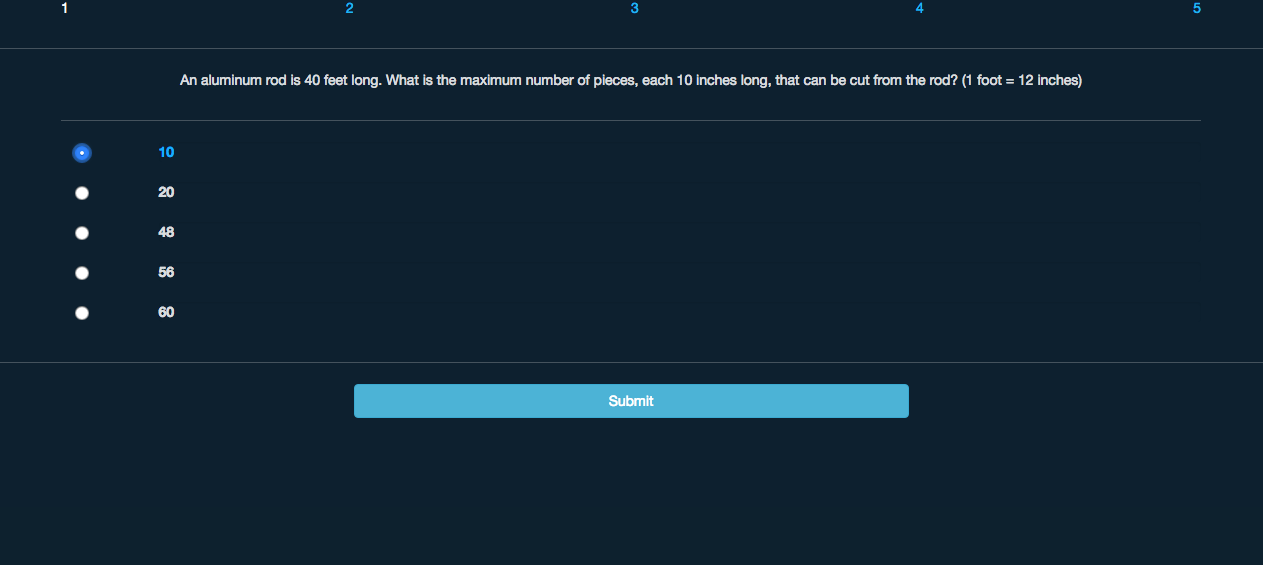 1 2 3 4 5
An aluminum rod is 40 feet long. What is the maximum number of pieces, each 10 inches long, that can be cut from the rod? (1 foot = 12 inches)
10
20
48
56
60
Submit